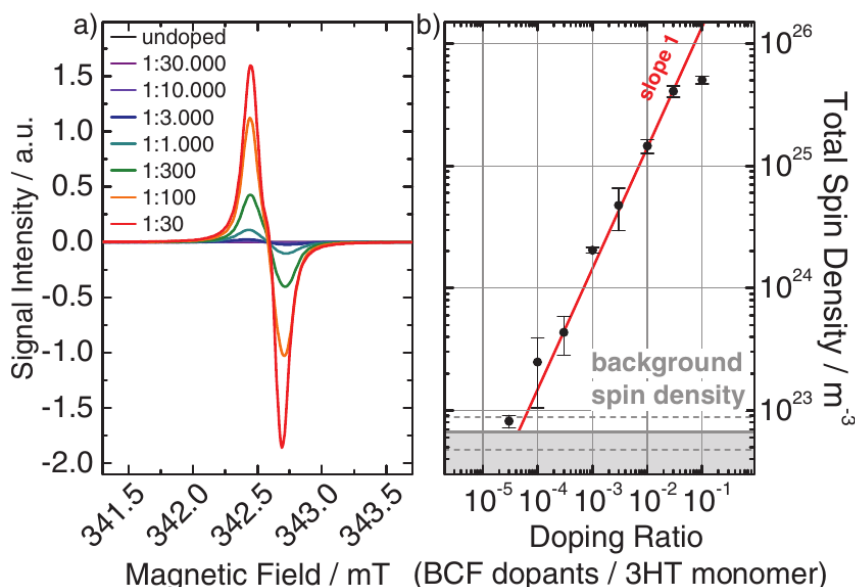 a)
undoped
1:30.000
1:10.000
1:3.000
1:1.000
1:300
1:100
1:30
1.5
1.0
0.5
0.0
-0.5
-1.0
-1.5
-2.0
Signal Intensity / a.u.
341.5
342.0
342.5
343.0
343.5
Magnetic Field / mT
b)
slope 1
background
spin density
10^26
10^25
10^24
10^23
Total Spin Density / m^-3
10^-5
10^-4
10^-3
10^-2
10^-1
Doping Ratio
(BCF dopants / 3HT monomer)